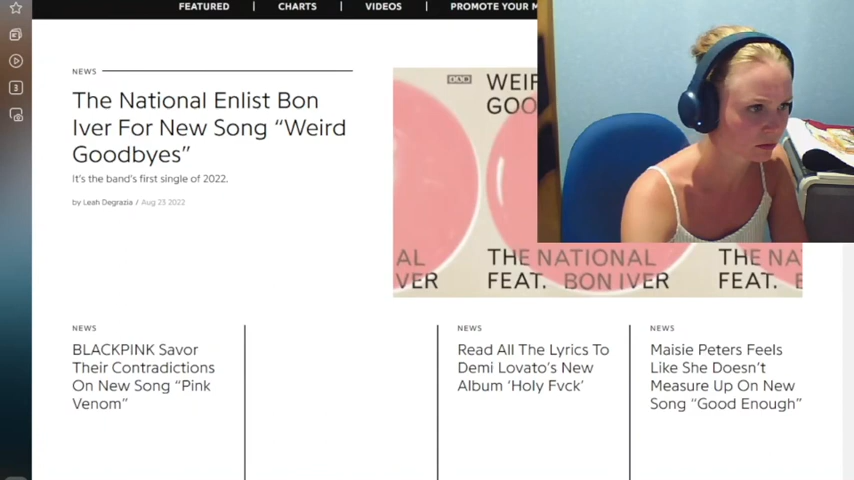 FEATURED
CHARTS
VIDEOS
PROMOTE YOUR
3
NEWS
The National Enlist Bon
Iver For New Song “Weird
Goodbyes”
It's the band's first single of 2022.
by Leah Degrazia / Aug 23 2022
THE NATIONAL
FEAT. BON IVER
AL
VER
THE NA
FEAT.
NEWS
BLACKPINK Savor
Their Contradictions
On New Song “Pink
Venom”
NEWS
Read All The Lyrics To
Demi Lovato’s New
Album ‘Holy Fvck’
NEWS
Maisie Peters Feels
Like She Doesn’t
Measure Up On New
Song “Good Enough”